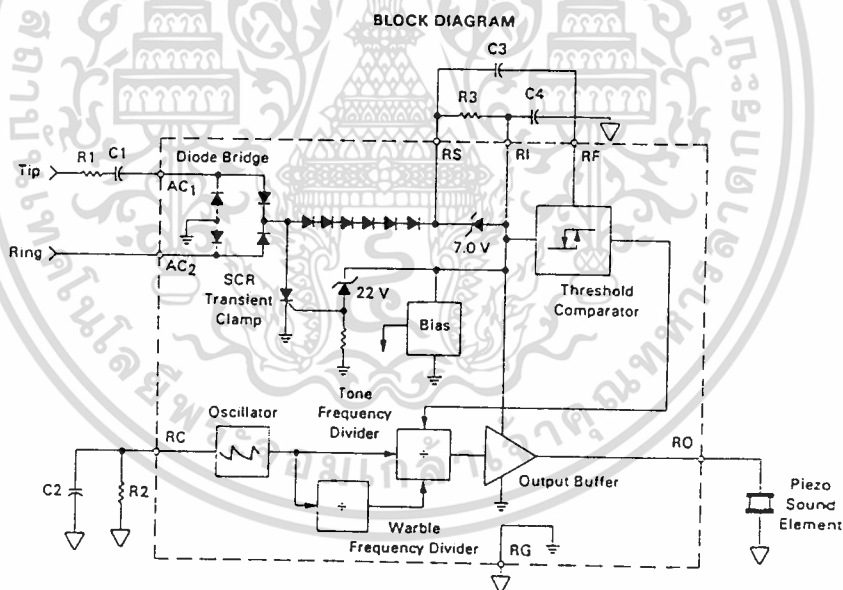 BLOCK DIAGRAM
C3
R3
C4
RS
RI
RF
R1
C1
Diode Bridge
Tip
AC1
7.0 V
Ring
AC2
SCR
Transient
Clamp
22 V
Bias
Threshold
Comparator
Tone
Frequency
Divider
Oscillator
RC
÷
RO
C2
R2
Output Buffer
÷
Warble
Frequency Divider
RG
Piezo
Sound
Element